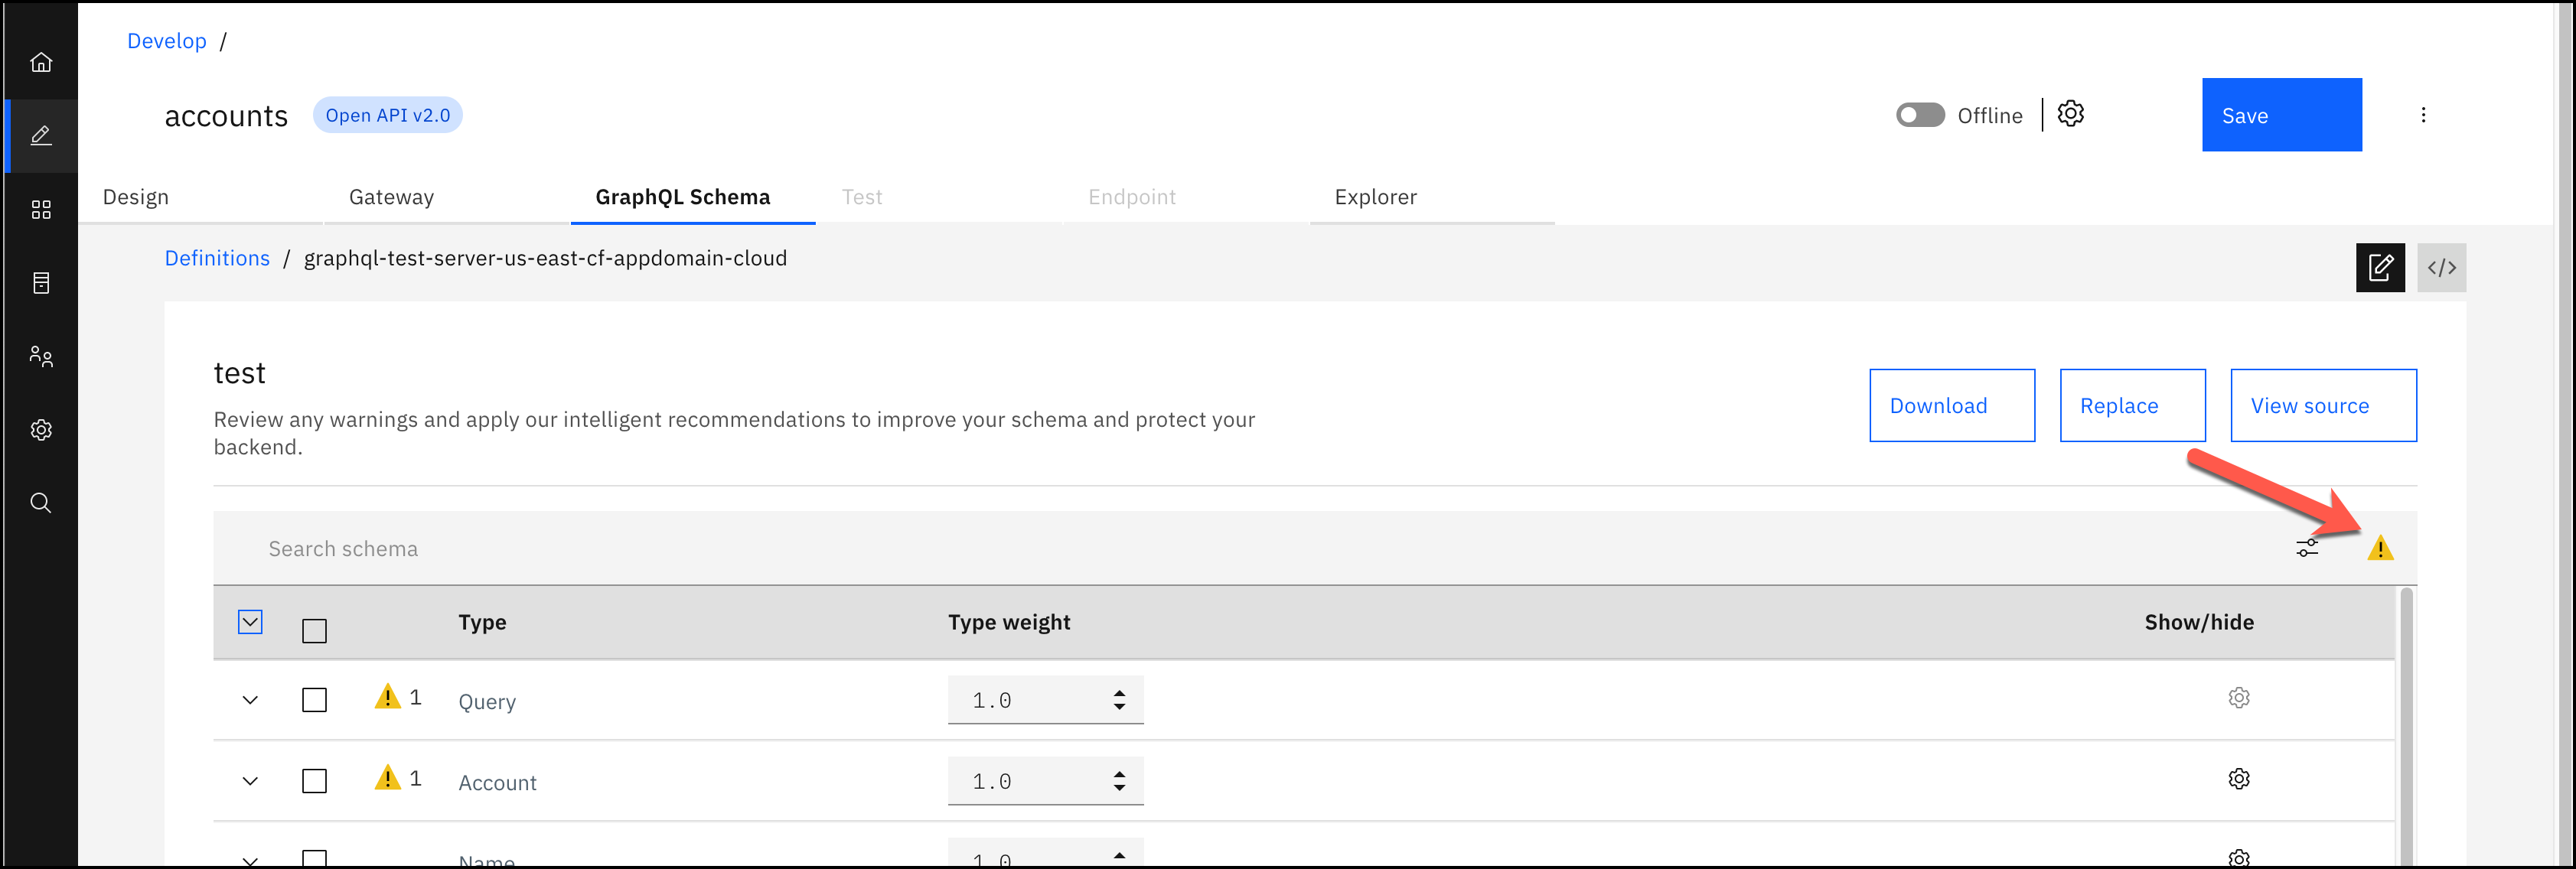 Develop /
accounts Open API v2.0 Offline Save
Design Gateway GraphQL Schema Test Endpoint Explorer
Definitions / graphql-test-server-us-east-cf-appdomain-cloud </>
test
Download Replace View source
Review any warnings and apply our intelligent recommendations to improve your schema and protect your
backend.
Search schema
Type Type weight Show/hide
1 Query 1.0
1 Account 1.0
Name 1.0